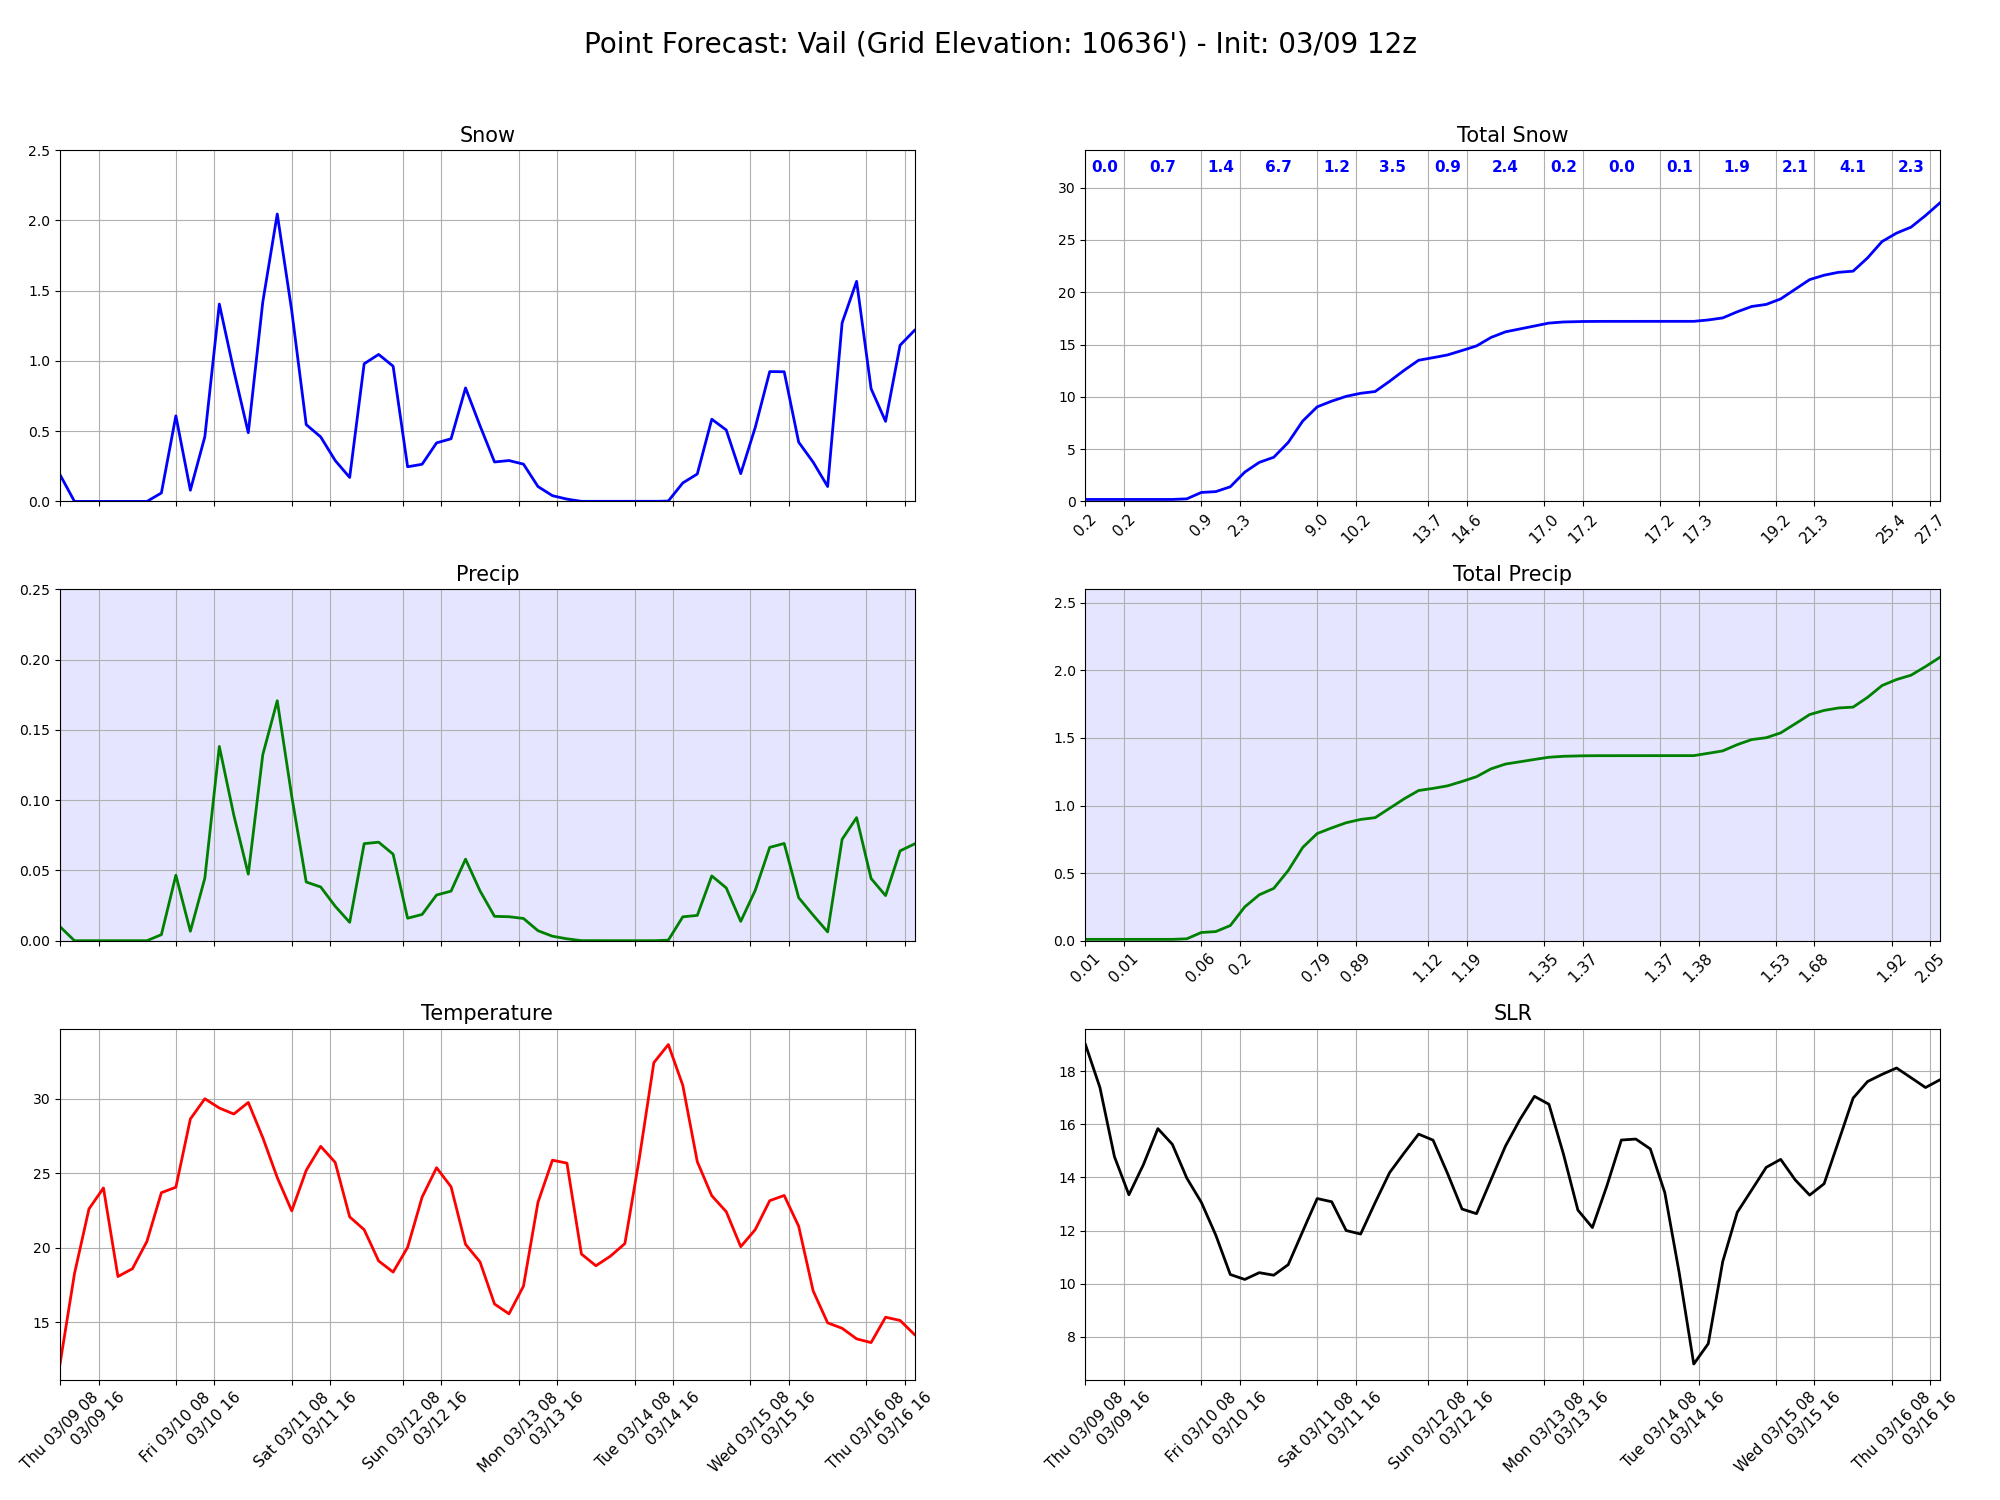 Point Forecast: Vail (Grid Elevation: 10636') - Init: 03/09 12z
Snow
2.5
2.0
1.5
1.0
0.5
0.0
Total Snow
0.0 0.7 1.4 6.7 1.2 3.5 0.9 2.4 0.2 0.0 0.1 1.9 2.1 4.1 2.3
30
25
20
15
10
5
0
0.2 0.2 0.9 2.3 9.0 10.2 13.7 14.6 17.0 17.2 17.2 17.3 19.2 21.3 25.4 27.7
Precip
0.25
0.20
0.15
0.10
0.05
0.00
Total Precip
2.5
2.0
1.5
1.0
0.5
0.0
0.01 0.01 0.06 0.2 0.79 0.89 1.12 1.19 1.35 1.37 1.37 1.38 1.53 1.68 1.92 2.05
Temperature
30
25
20
15
Thu 03/09 08
03/09 16
Fri 03/10 08
03/10 16
Sat 03/11 08
03/11 16
Sun 03/12 08
03/12 16
Mon 03/13 08
03/13 16
Tue 03/14 08
03/14 16
Wed 03/15 08
03/15 16
Thu 03/16 08
03/16 16
SLR
18
16
14
12
10
8
Thu 03/09 08
03/09 16
Fri 03/10 08
03/10 16
Sat 03/11 08
03/11 16
Sun 03/12 08
03/12 16
Mon 03/13 08
03/13 16
Tue 03/14 08
03/14 16
Wed 03/15 08
03/15 16
Thu 03/16 08
03/16 16